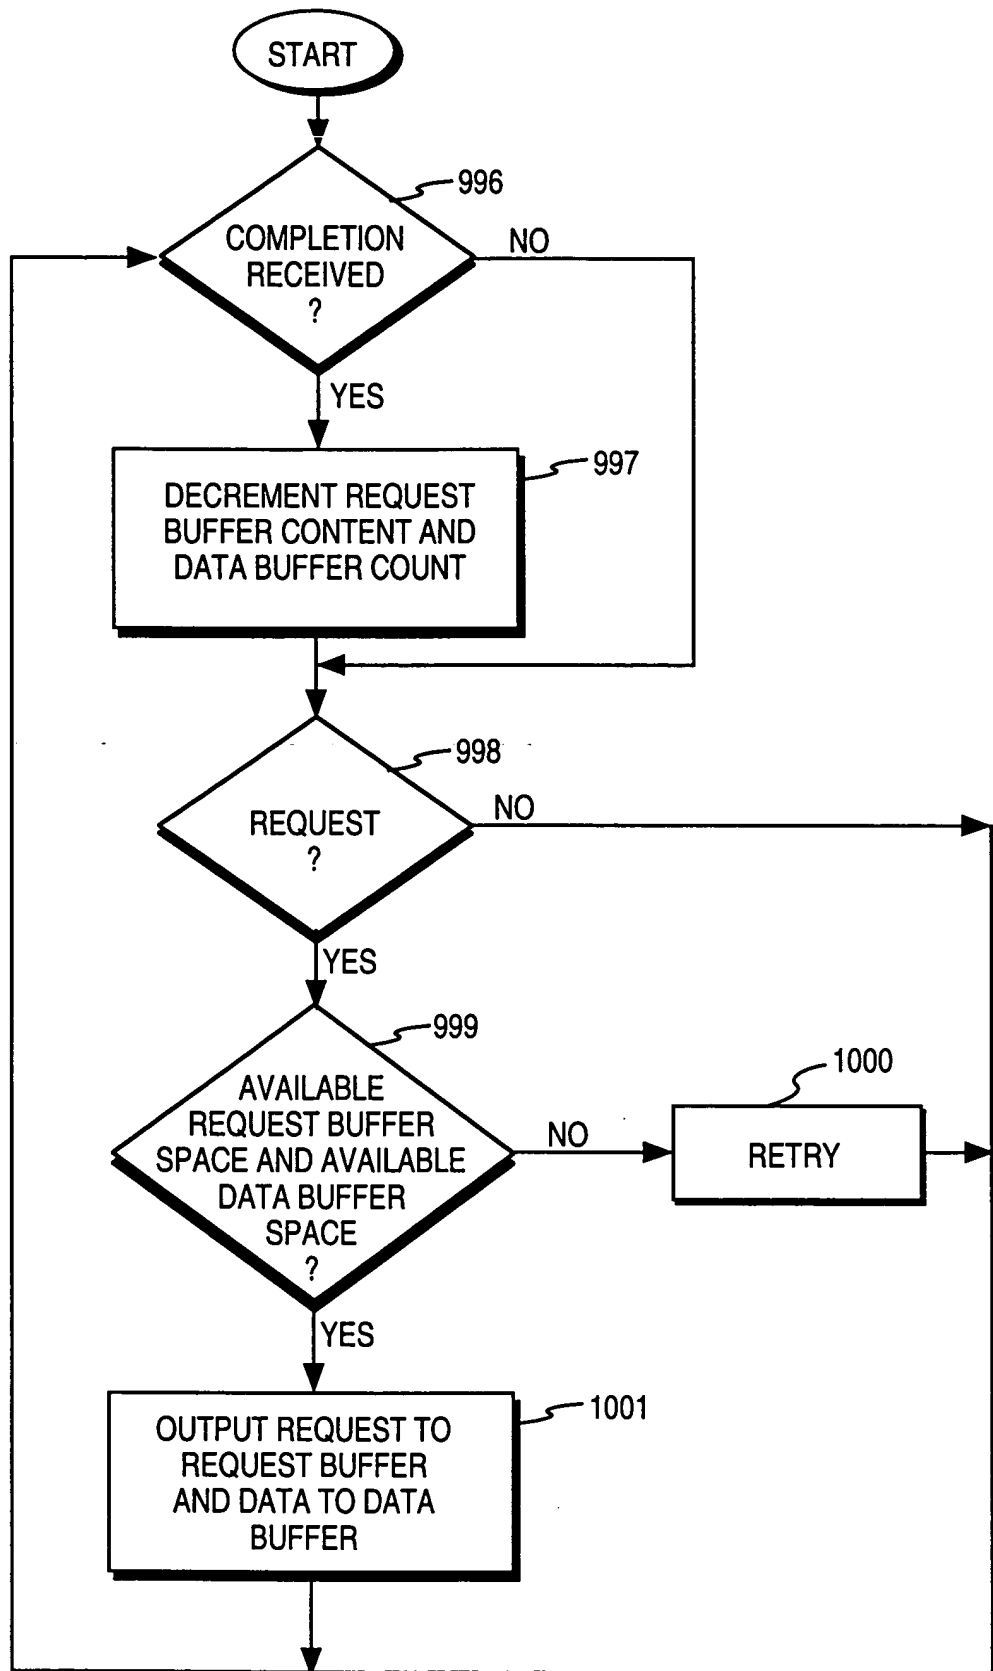 START
996
COMPLETION
RECEIVED
?
NO
YES
997
DECREMENT REQUEST
BUFFER CONTENT AND
DATA BUFFER COUNT
998
REQUEST
?
NO
YES
999
AVAILABLE
REQUEST BUFFER
SPACE AND AVAILABLE
DATA BUFFER
SPACE
?
NO
1000
RETRY
YES
1001
OUTPUT REQUEST TO
REQUEST BUFFER
AND DATA TO DATA
BUFFER